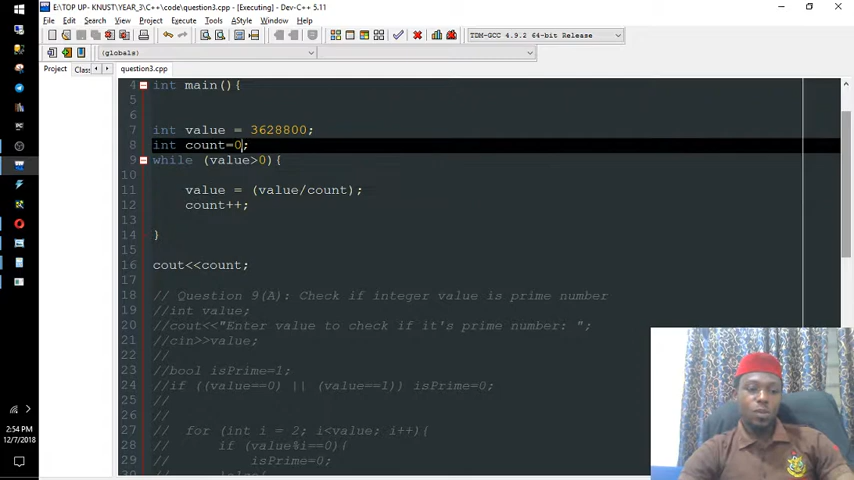 E:\TOP UP - KNUST\YEAR_3\C++\code\question3.cpp - [Executing] - Dev-C++ 5.11
File Edit Search View Project Execute Tools AStyle Window Help
TDM-GCC 4.9.2 64-bit Release
(globals)
Project Class question3.cpp
4 int main(){
7 int value = 3628800;
8 int count=0;
9 while (value>0){
10
11 value = (value/count);
12 count++;
13
14 }
15
16 cout<<count;
17
18 // Question 9(A): Check if integer value is prime number
19 //int value;
20 //cout<<"Enter value to check if it's prime number: ";
21 //cin>>value;
22 //
23 //bool isPrime=1;
24 //if ((value==0) || (value==1)) isPrime=0;
25 //
26 //
27 // for (int i = 2; i<value; i++){
28 // if (value%i==0){
29 // isPrime=0;
2:54 PM
12/7/2018